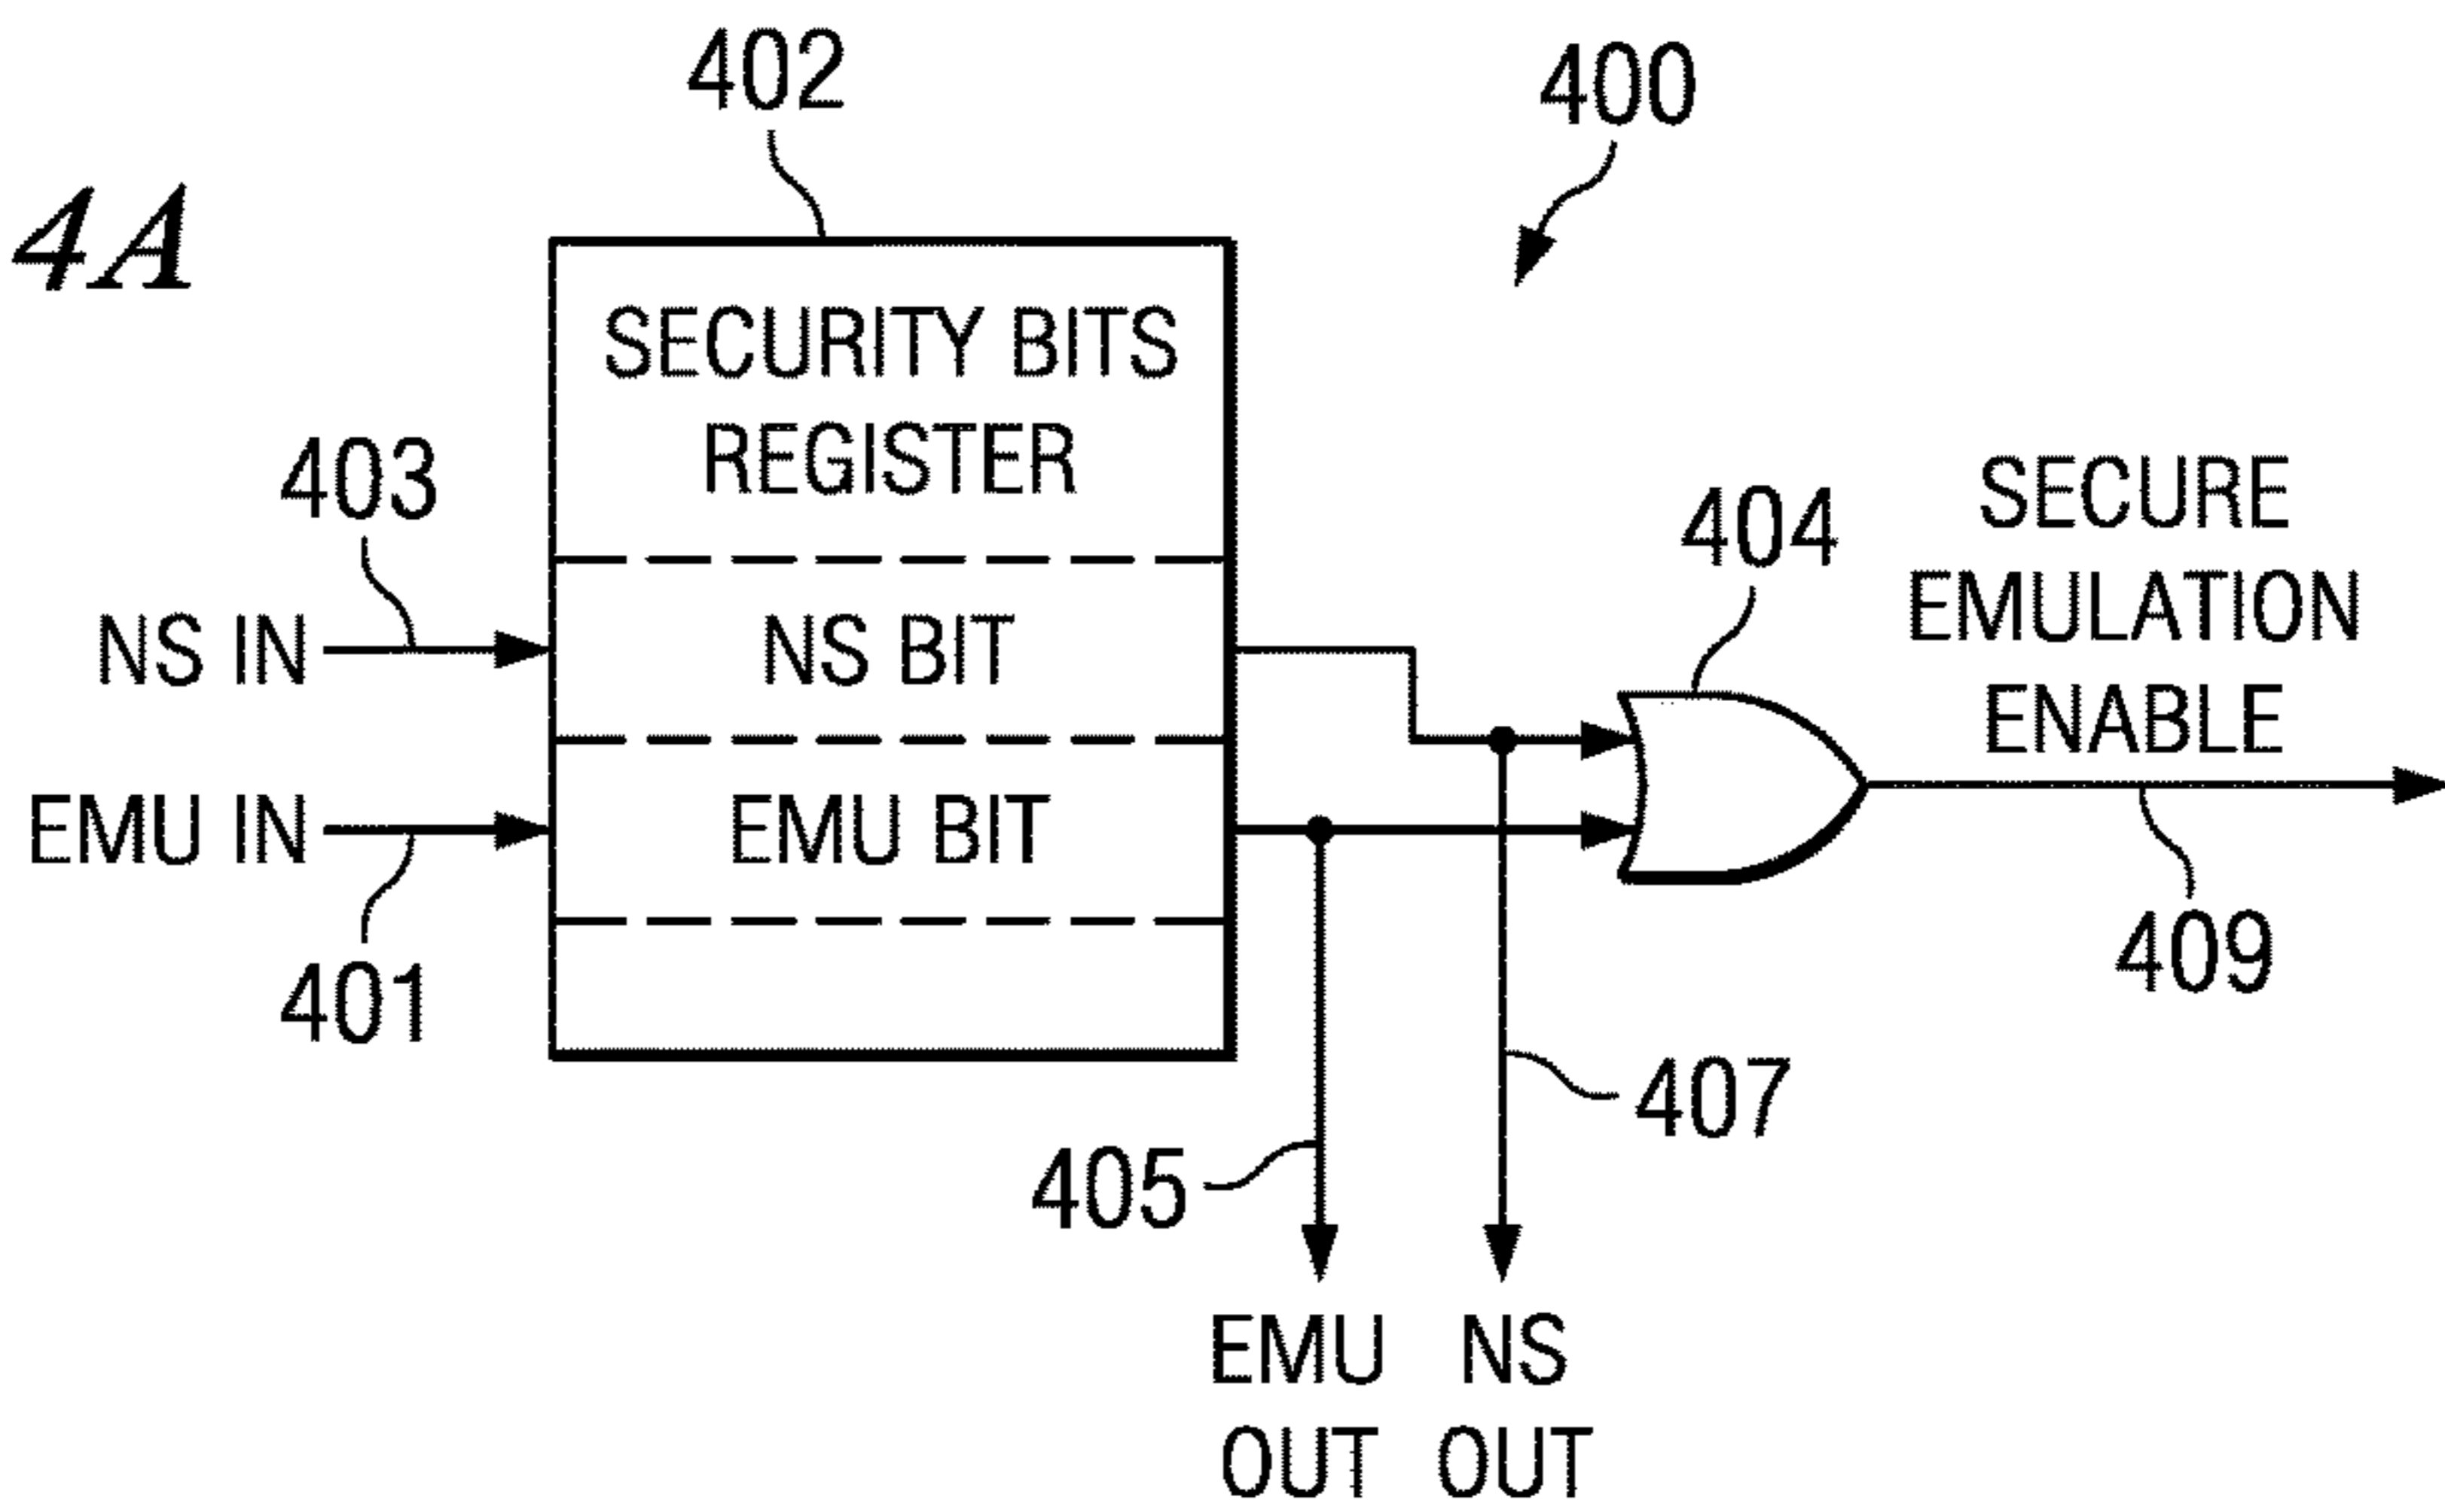 402
400
4A
SECURITY BITS
REGISTER
403
404
SECURE
EMULATION
ENABLE
NS IN
NS BIT
EMU IN
EMU BIT
401
409
407
405
EMU
OUT
NS
OUT